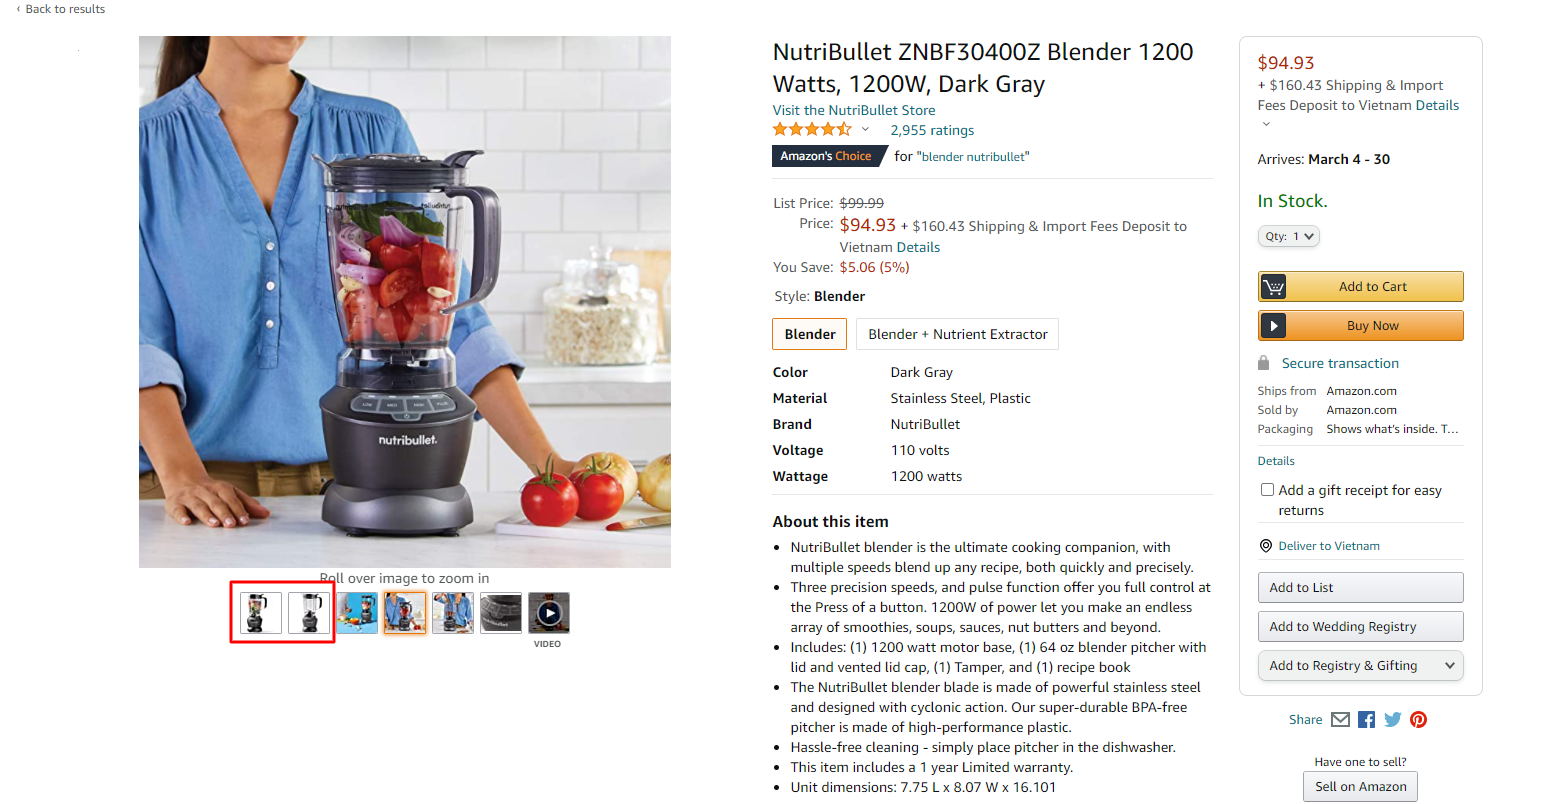 ‹ Back to results
nutribullet.
Roll over image to zoom in
VIDEO
NutriBullet ZNBF30400Z Blender 1200
Watts, 1200W, Dark Gray
Visit the NutriBullet Store
2,955 ratings
Amazon's Choice for "blender nutribullet"
List Price: $99.99
Price: $94.93 + $160.43 Shipping & Import Fees Deposit to
Vietnam Details
You Save: $5.06 (5%)
Style: Blender
Blender Blender + Nutrient Extractor
Color Dark Gray
Material Stainless Steel, Plastic
Brand NutriBullet
Voltage 110 volts
Wattage 1200 watts
About this item
• NutriBullet blender is the ultimate cooking companion, with
multiple speeds blend up any recipe, both quickly and precisely.
• Three precision speeds, and pulse function offer you full control at
the Press of a button. 1200W of power let you make an endless
array of smoothies, soups, sauces, nut butters and beyond.
• Includes: (1) 1200 watt motor base, (1) 64 oz blender pitcher with
lid and vented lid cap, (1) Tamper, and (1) recipe book
• The NutriBullet blender blade is made of powerful stainless steel
and designed with cyclonic action. Our super-durable BPA-free
pitcher is made of high-performance plastic.
• Hassle-free cleaning - simply place pitcher in the dishwasher.
• This item includes a 1 year Limited warranty.
• Unit dimensions: 7.75 L x 8.07 W x 16.101
$94.93
+ $160.43 Shipping & Import
Fees Deposit to Vietnam Details
Arrives: March 4 - 30
In Stock.
Qty: 1
Add to Cart
Buy Now
Secure transaction
Ships from Amazon.com
Sold by Amazon.com
Packaging Shows what's inside. T...
Details
Add a gift receipt for easy
returns
Deliver to Vietnam
Add to List
Add to Wedding Registry
Add to Registry & Gifting
Share
Have one to sell?
Sell on Amazon